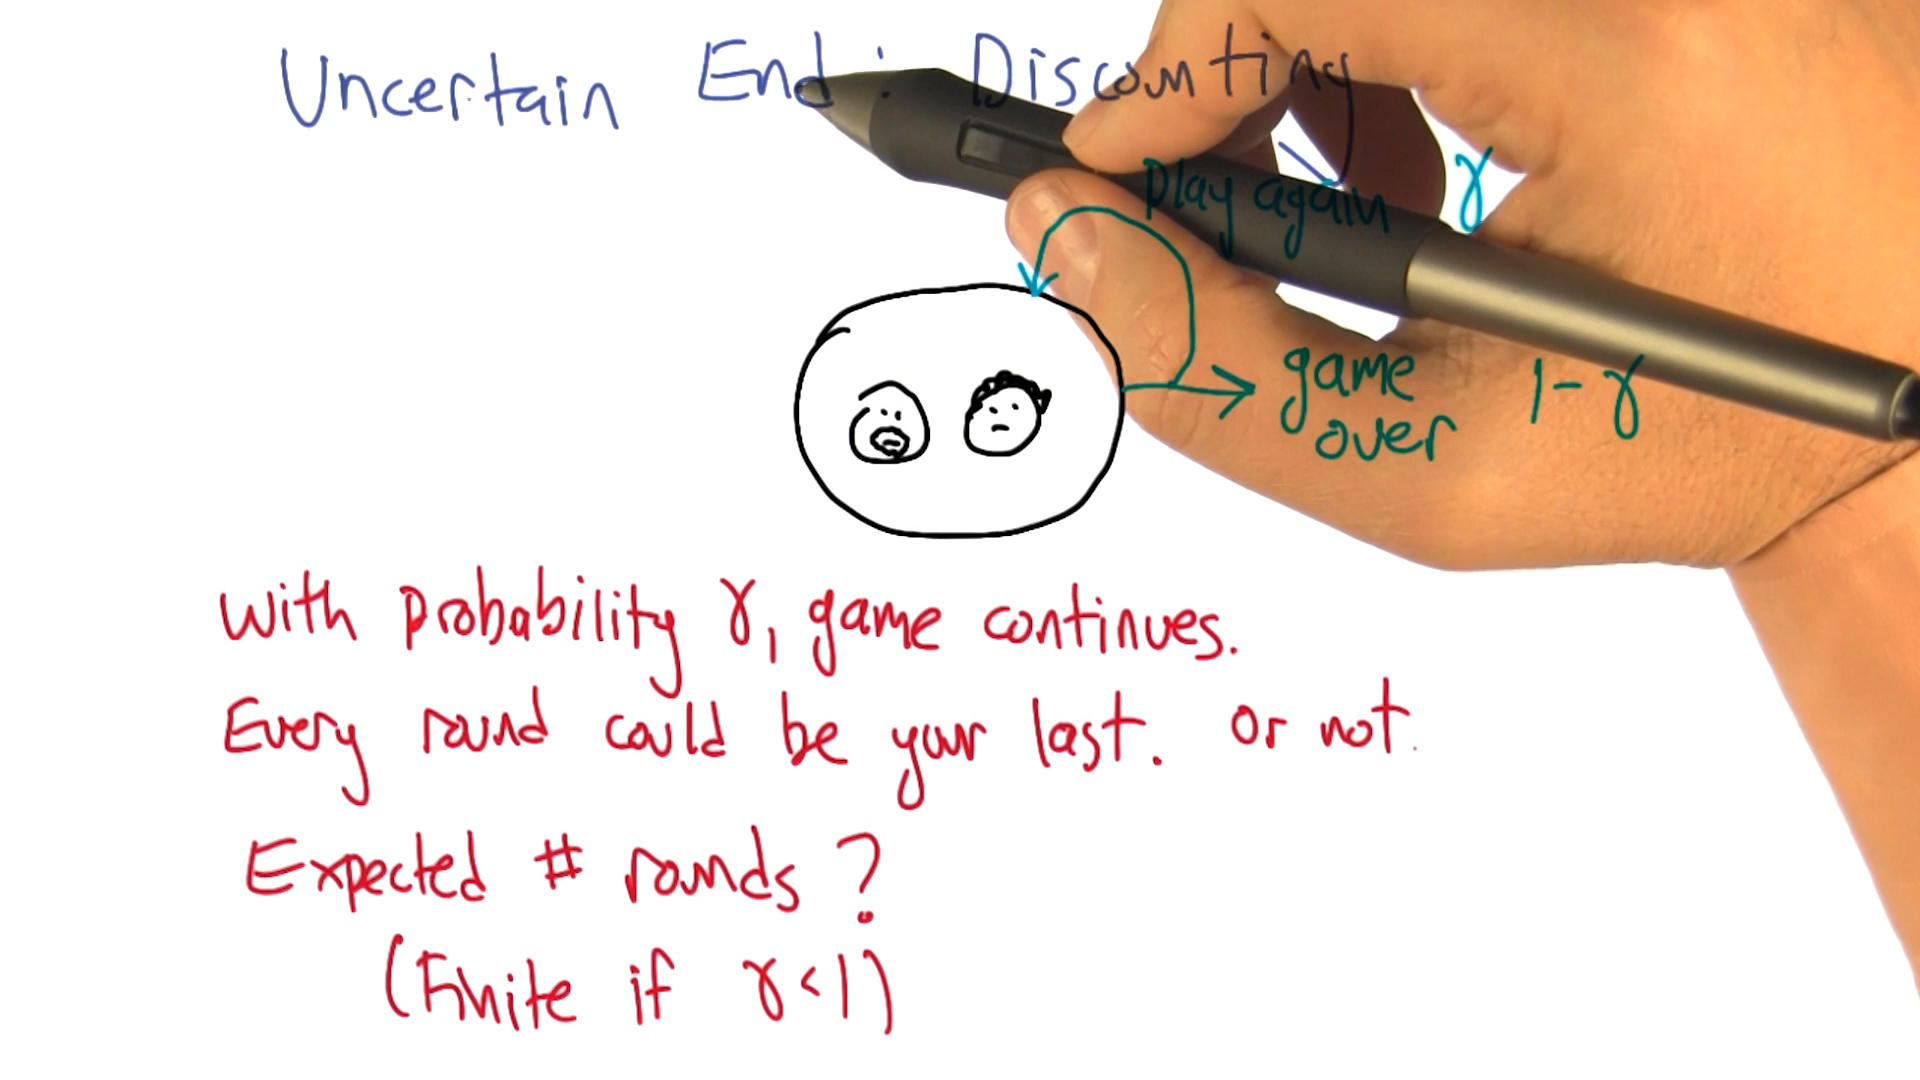 Uncertain End : Discounting
play again γ
game over 1-γ
with probability γ, game continues.
Every round could be your last. or not.
Expected # rounds ?
(Finite if γ<1)